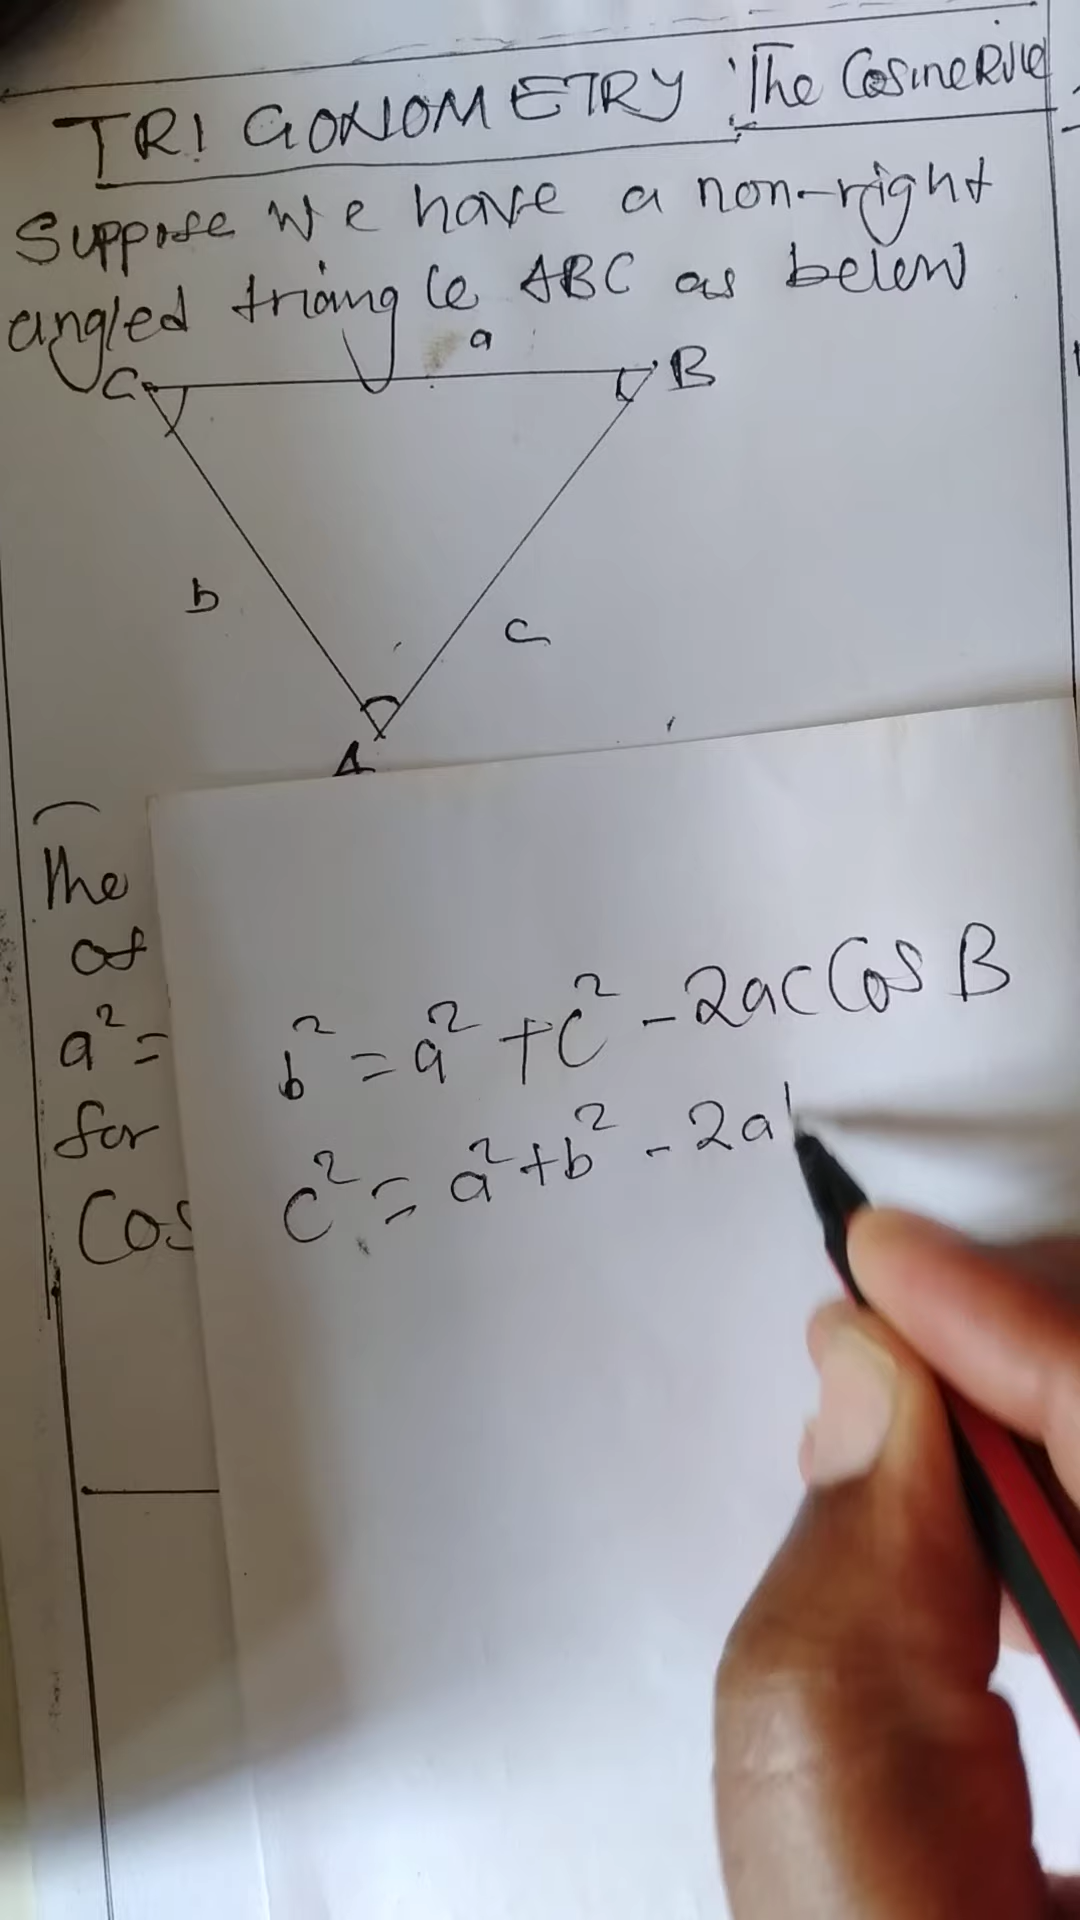 TRIGONOMETRY: The Cosine Rule
Suppose we have a non-right
angled triangle ABC as below
a
C B
b
c
A
The
of
a² =
for
Cos
b² = a² + c² - 2ac Cos B
c² = a² + b² - 2ab